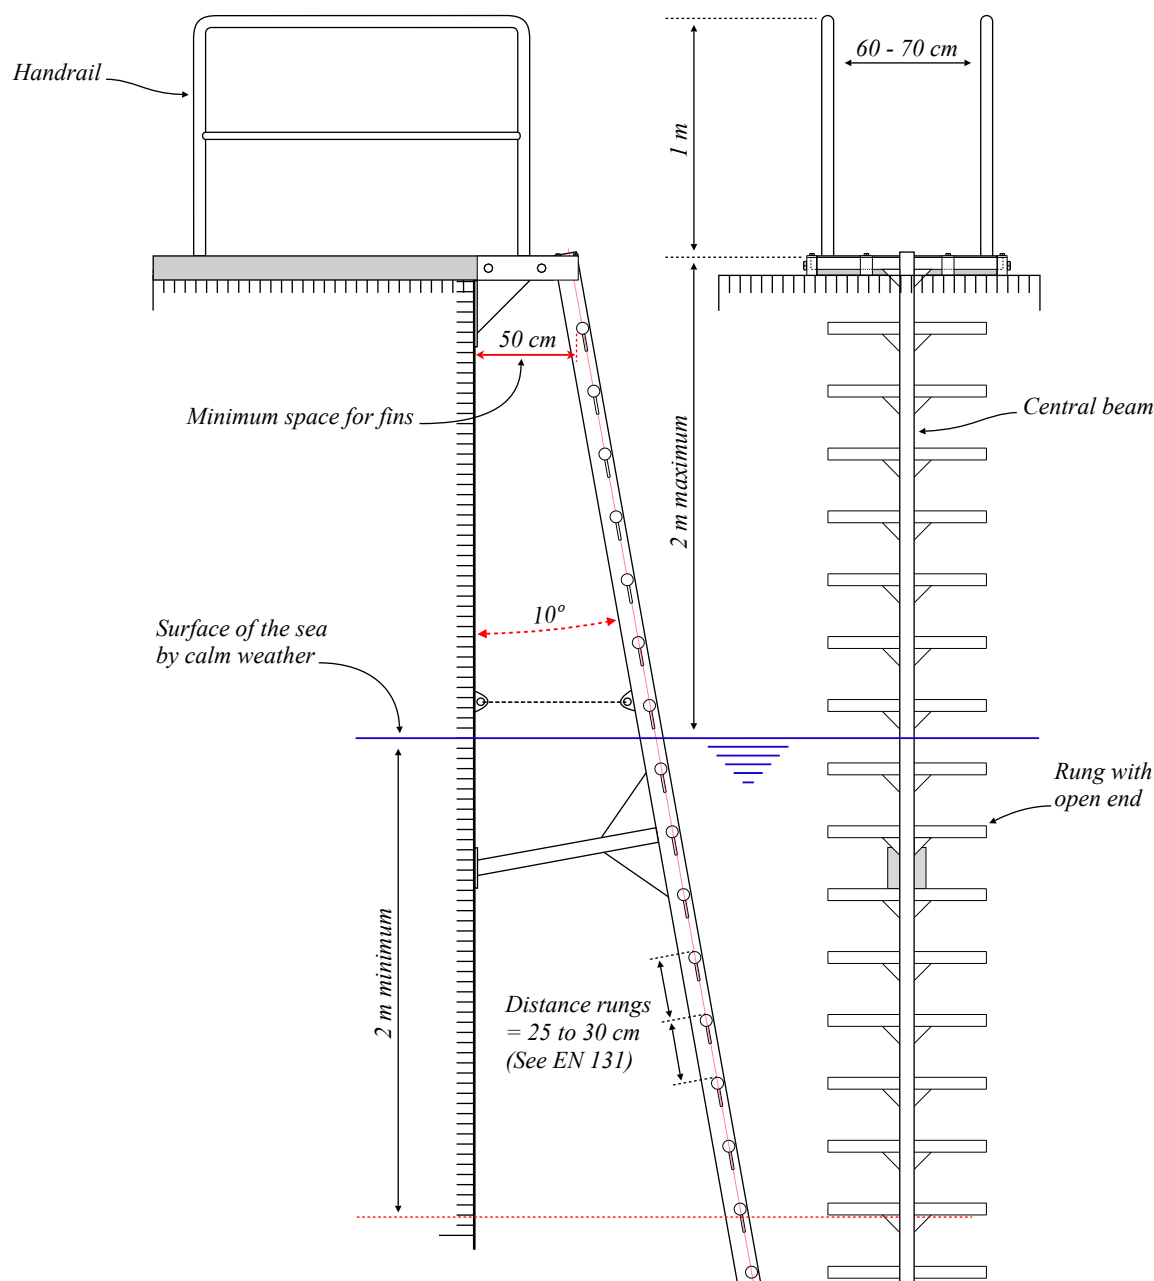 60 - 70 cm
Handrail
1 m
50 cm
Minimum space for fins
Central beam
2 m maximum
10º
Surface of the sea
by calm weather
Rung with
open end
2 m minimum
Distance rungs
= 25 to 30 cm
(See EN 131)